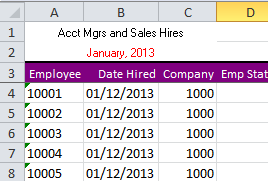 A B C D
1 Acct Mgrs and Sales Hires
2 January, 2013
3 Employee Date Hired Company Emp Stat
4 10001 01/12/2013 1000
5 10002 01/12/2013 1000
6 10003 01/12/2013 1000
7 10004 01/12/2013 1000
8 10005 01/12/2013 1000